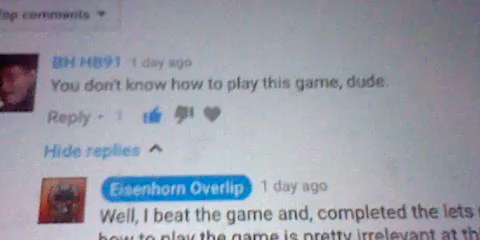 Top comments
BH HB91 1 day ago
You don't know how to play this game, dude.
Reply • 1
Hide replies
Eisenhorn Overlip 1 day ago
Well, I beat the game and, completed the lets
how to play the game is pretty irrelevant at